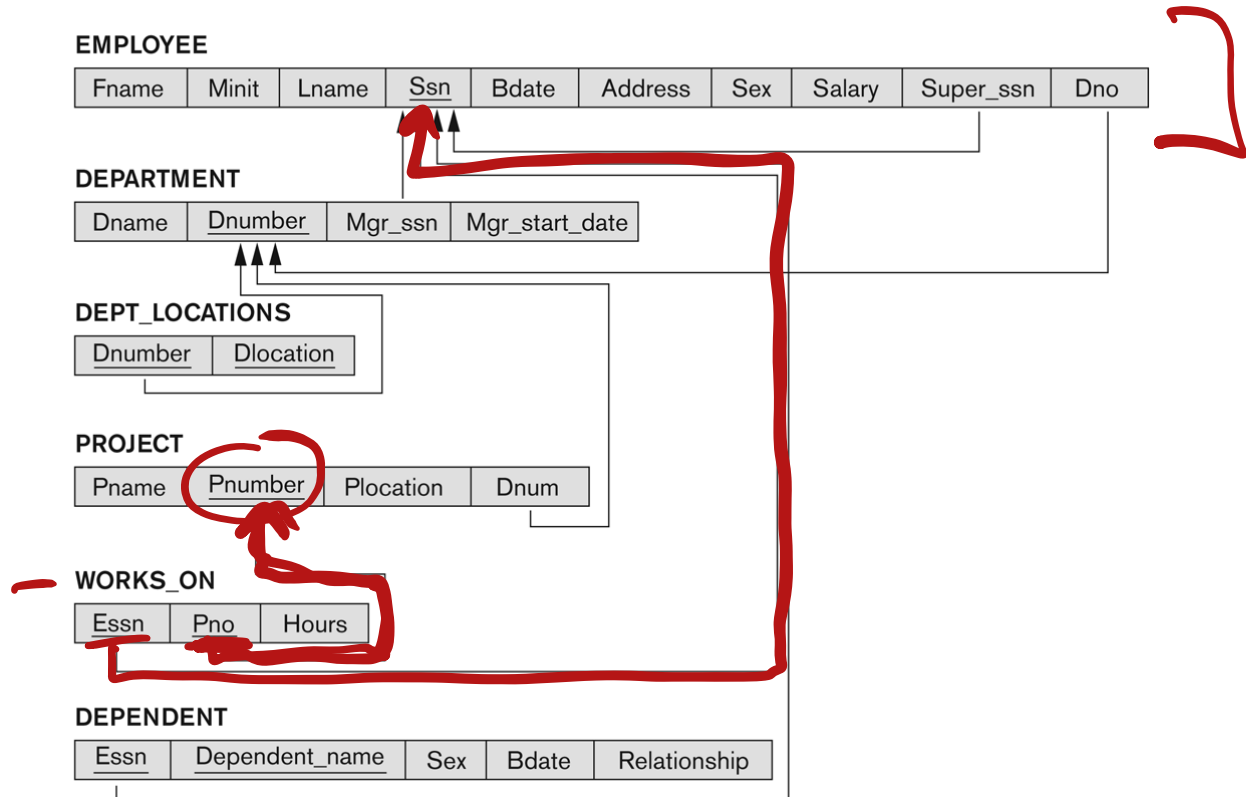 EMPLOYEE
Fname Minit Lname Ssn Bdate Address Sex Salary Super_ssn Dno
DEPARTMENT
Dname Dnumber Mgr_ssn Mgr_start_date
DEPT_LOCATIONS
Dnumber Dlocation
PROJECT
Pname Pnumber Plocation Dnum
WORKS_ON
Essn Pno Hours
DEPENDENT
Essn Dependent_name Sex Bdate Relationship